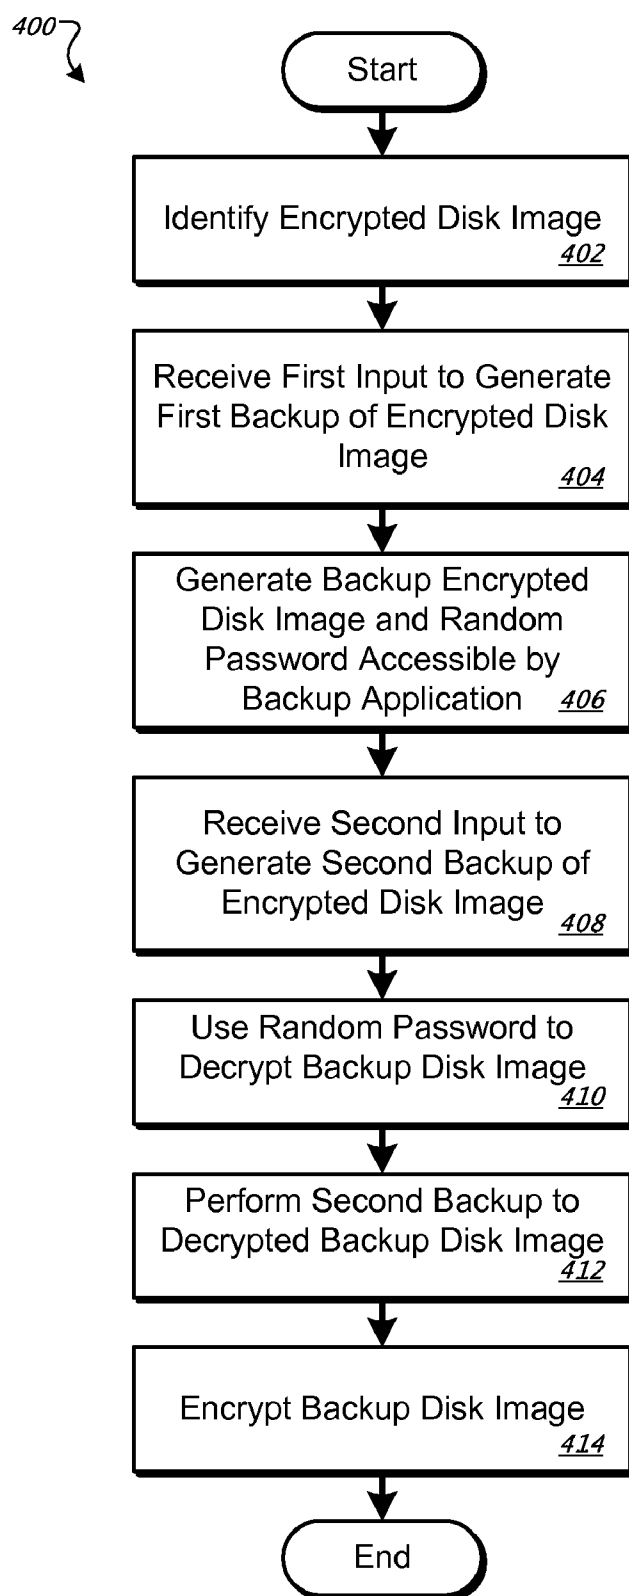 400
Start
Identify Encrypted Disk Image
402
Receive First Input to Generate
First Backup of Encrypted Disk
Image
404
Generate Backup Encrypted
Disk Image and Random
Password Accessible by
Backup Application
406
Receive Second Input to
Generate Second Backup of
Encrypted Disk Image
408
Use Random Password to
Decrypt Backup Disk Image
410
Perform Second Backup to
Decrypted Backup Disk Image
412
Encrypt Backup Disk Image
414
End